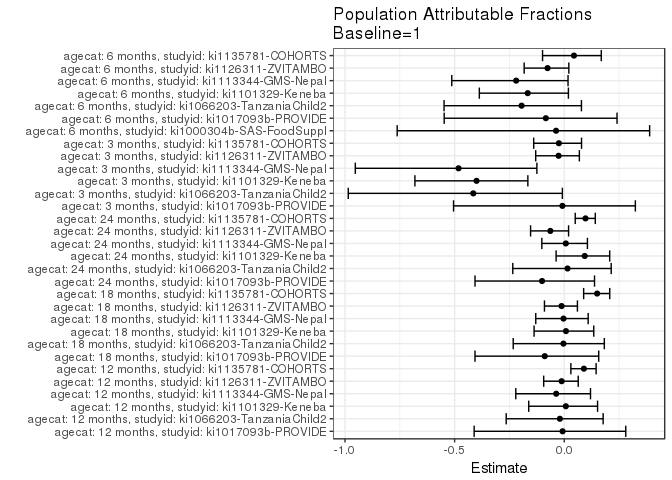 Population Attributable Fractions
Baseline=1
agecat: 6 months, studyid: ki1135781-COHORTS
agecat: 6 months, studyid: ki1126311-ZVITAMBO
agecat: 6 months, studyid: ki1113344-GMS-Nepal
agecat: 6 months, studyid: ki1101329-Keneba
agecat: 6 months, studyid: ki1066203-TanzaniaChild2
agecat: 6 months, studyid: ki1017093b-PROVIDE
agecat: 6 months, studyid: ki1000304b-SAS-FoodSuppl
agecat: 3 months, studyid: ki1135781-COHORTS
agecat: 3 months, studyid: ki1126311-ZVITAMBO
agecat: 3 months, studyid: ki1113344-GMS-Nepal
agecat: 3 months, studyid: ki1101329-Keneba
agecat: 3 months, studyid: ki1066203-TanzaniaChild2
agecat: 3 months, studyid: ki1017093b-PROVIDE
agecat: 24 months, studyid: ki1135781-COHORTS
agecat: 24 months, studyid: ki1126311-ZVITAMBO
agecat: 24 months, studyid: ki1113344-GMS-Nepal
agecat: 24 months, studyid: ki1101329-Keneba
agecat: 24 months, studyid: ki1066203-TanzaniaChild2
agecat: 24 months, studyid: ki1017093b-PROVIDE
agecat: 18 months, studyid: ki1135781-COHORTS
agecat: 18 months, studyid: ki1126311-ZVITAMBO
agecat: 18 months, studyid: ki1113344-GMS-Nepal
agecat: 18 months, studyid: ki1101329-Keneba
agecat: 18 months, studyid: ki1066203-TanzaniaChild2
agecat: 18 months, studyid: ki1017093b-PROVIDE
agecat: 12 months, studyid: ki1135781-COHORTS
agecat: 12 months, studyid: ki1126311-ZVITAMBO
agecat: 12 months, studyid: ki1113344-GMS-Nepal
agecat: 12 months, studyid: ki1101329-Keneba
agecat: 12 months, studyid: ki1066203-TanzaniaChild2
agecat: 12 months, studyid: ki1017093b-PROVIDE
-1.0 -0.5 0.0
Estimate